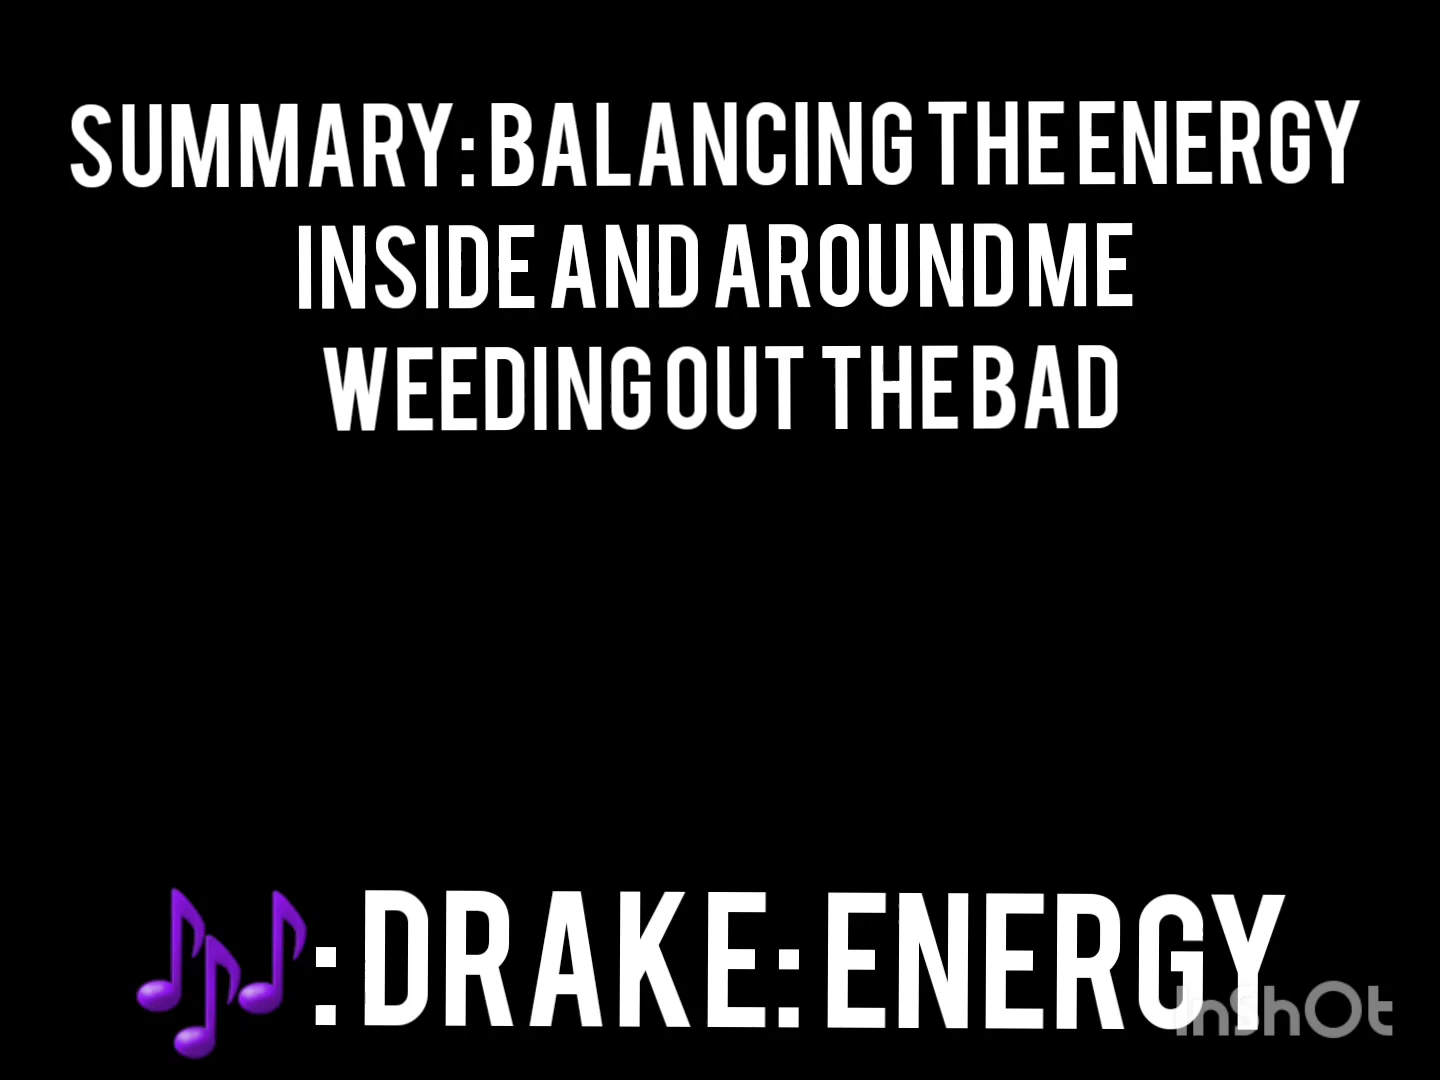 SUMMARY: BALANCING THE ENERGY
INSIDE AND AROUND ME
WEEDING OUT THE BAD
🎶: DRAKE: ENERGY
InShOt